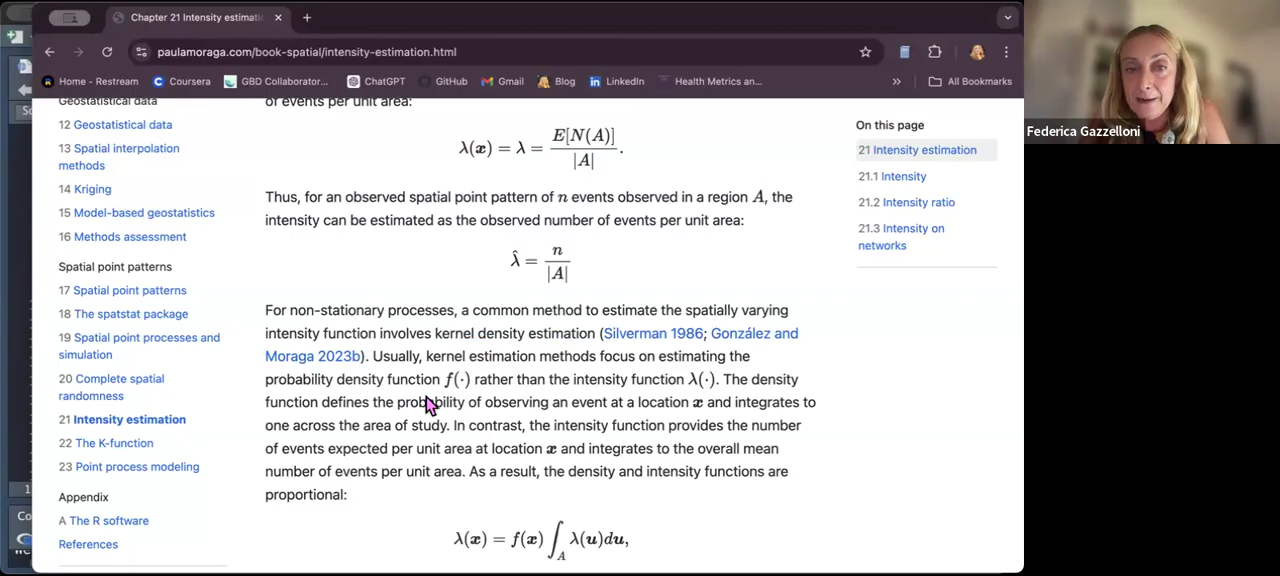 Chapter 21 Intensity estimati
paulamoraga.com/book-spatial/intensity-estimation.html
Home - Restream
Coursera
GBD Collaborator...
ChatGPT
GitHub
Gmail
Blog
LinkedIn
Health Metrics an...
All Bookmarks
Federica Gazzelloni
Geostatistical data
12 Geostatistical data
13 Spatial interpolation
methods
14 Kriging
15 Model-based geostatistics
16 Methods assessment
Spatial point patterns
17 Spatial point patterns
18 The spatstat package
19 Spatial point processes and
simulation
20 Complete spatial
randomness
21 Intensity estimation
22 The K-function
23 Point process modeling
Appendix
A The R software
References
of events per unit area:
λ(x) = λ = E[N(A)] / |A|.
Thus, for an observed spatial point pattern of n events observed in a region A, the
intensity can be estimated as the observed number of events per unit area:
λ̂ = n / |A|
For non-stationary processes, a common method to estimate the spatially varying
intensity function involves kernel density estimation (Silverman 1986; González and
Moraga 2023b). Usually, kernel estimation methods focus on estimating the
probability density function f(·) rather than the intensity function λ(·). The density
function defines the probability of observing an event at a location x and integrates to
one across the area of study. In contrast, the intensity function provides the number
of events expected per unit area at location x and integrates to the overall mean
number of events per unit area. As a result, the density and intensity functions are
proportional:
λ(x) = f(x) ∫_A λ(u)du,
On this page
21 Intensity estimation
21.1 Intensity
21.2 Intensity ratio
21.3 Intensity on
networks